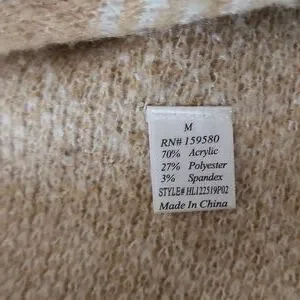 M
RN# 159580
70% Acrylic
27% Polyester
3% Spandex
STYLE# HL122519P02
Made In China